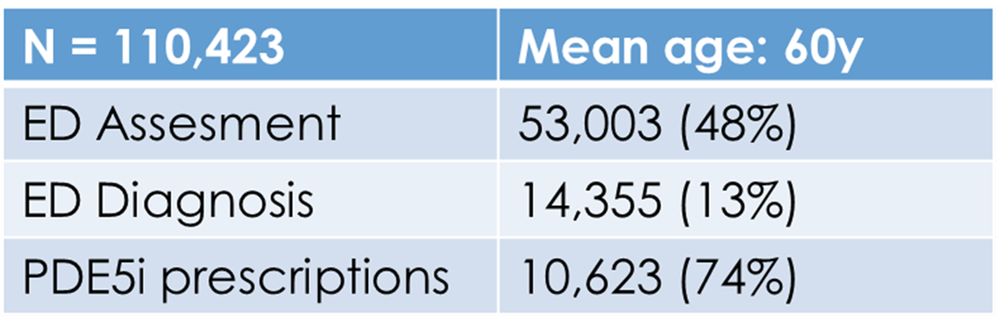 N = 110,423 Mean age: 60y
ED Assesment 53,003 (48%)
ED Diagnosis 14,355 (13%)
PDE5i prescriptions 10,623 (74%)